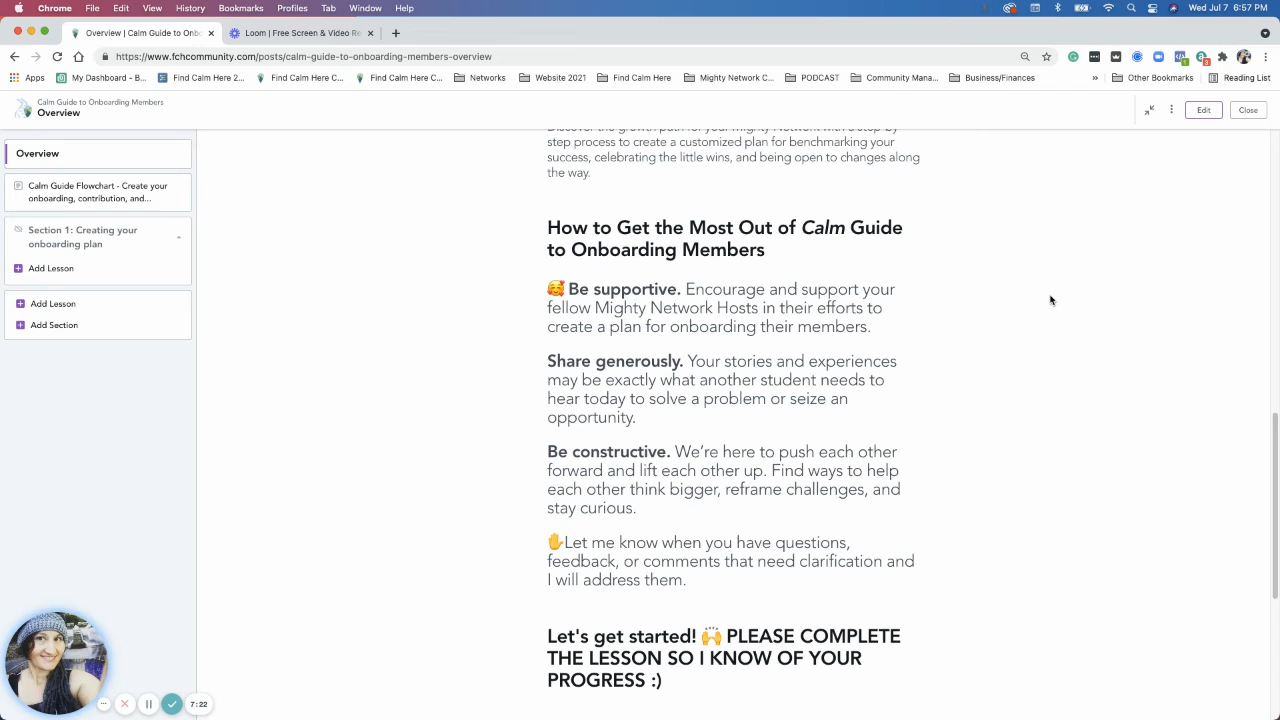 Chrome File Edit View History Bookmarks Profiles Tab Window Help
Wed Jul 7 6:57 PM
Overview | Calm Guide to Onbo
Loom | Free Screen & Video Re
https://www.fchcommunity.com/posts/calm-guide-to-onboarding-members-overview
1
3
Apps
My Dashboard - B...
Find Calm Here 2...
Find Calm Here C...
Find Calm Here C...
Networks
Website 2021
Find Calm Here
Mighty Network C...
PODCAST
Community Mana...
Business/Finances
»
Other Bookmarks
Reading List
Calm Guide to Onboarding Members
Overview
Edit
Close
Overview
Calm Guide Flowchart - Create your
onboarding, contribution, and...
Section 1: Creating your
onboarding plan
Add Lesson
Add Lesson
Add Section
Discover the growth path for your Mighty Network with a step by
step process to create a customized plan for benchmarking your
success, celebrating the little wins, and being open to changes along
the way.
How to Get the Most Out of Calm Guide
to Onboarding Members
🥰 Be supportive. Encourage and support your
fellow Mighty Network Hosts in their efforts to
create a plan for onboarding their members.
Share generously. Your stories and experiences
may be exactly what another student needs to
hear today to solve a problem or seize an
opportunity.
Be constructive. We're here to push each other
forward and lift each other up. Find ways to help
each other think bigger, reframe challenges, and
stay curious.
✋Let me know when you have questions,
feedback, or comments that need clarification and
I will address them.
Let's get started! 🙌 PLEASE COMPLETE
THE LESSON SO I KNOW OF YOUR
PROGRESS :)
7:22